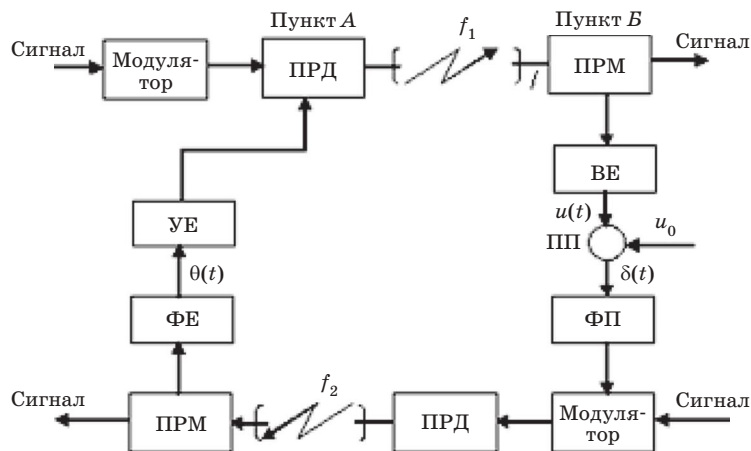 Пункт А
f₁
Пункт Б
Сигнал
Модуля-
тор
ПРД
ПРМ
Сигнал
ВЕ
u(t)
УЕ
ПП
u₀
θ(t)
δ(t)
ФЕ
ФП
Сигнал
ПРМ
f₂
ПРД
Модуля-
тор
Сигнал